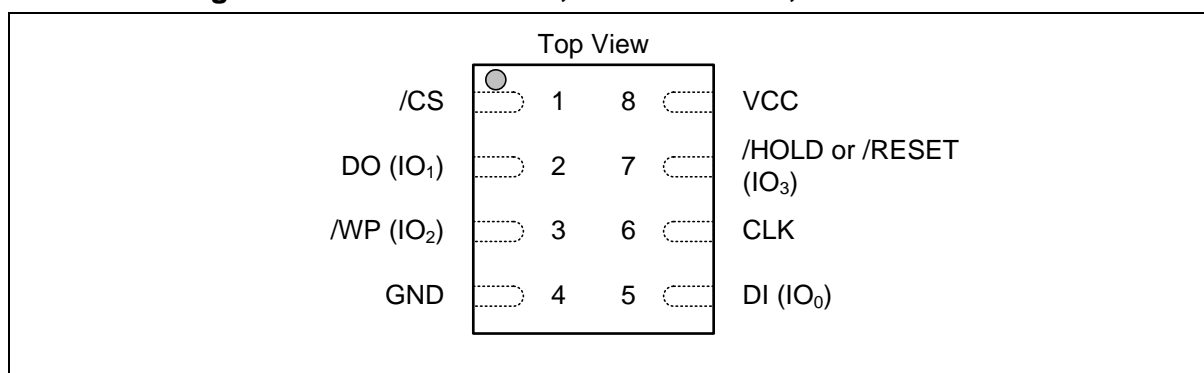 Top View
/CS 1 8 VCC
DO (IO₁) 2 7 /HOLD or /RESET
(IO₃)
/WP (IO₂) 3 6 CLK
GND 4 5 DI (IO₀)